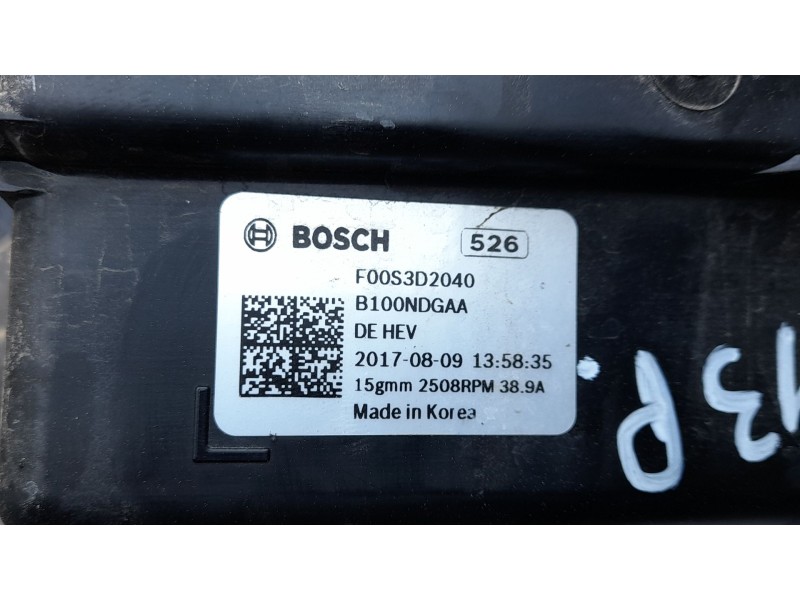 BOSCH 526
F00S3D2040
B100NDGAA
DE HEV
2017-08-09 13:58:35
15gmm 2508RPM 38.9A
Made in Korea